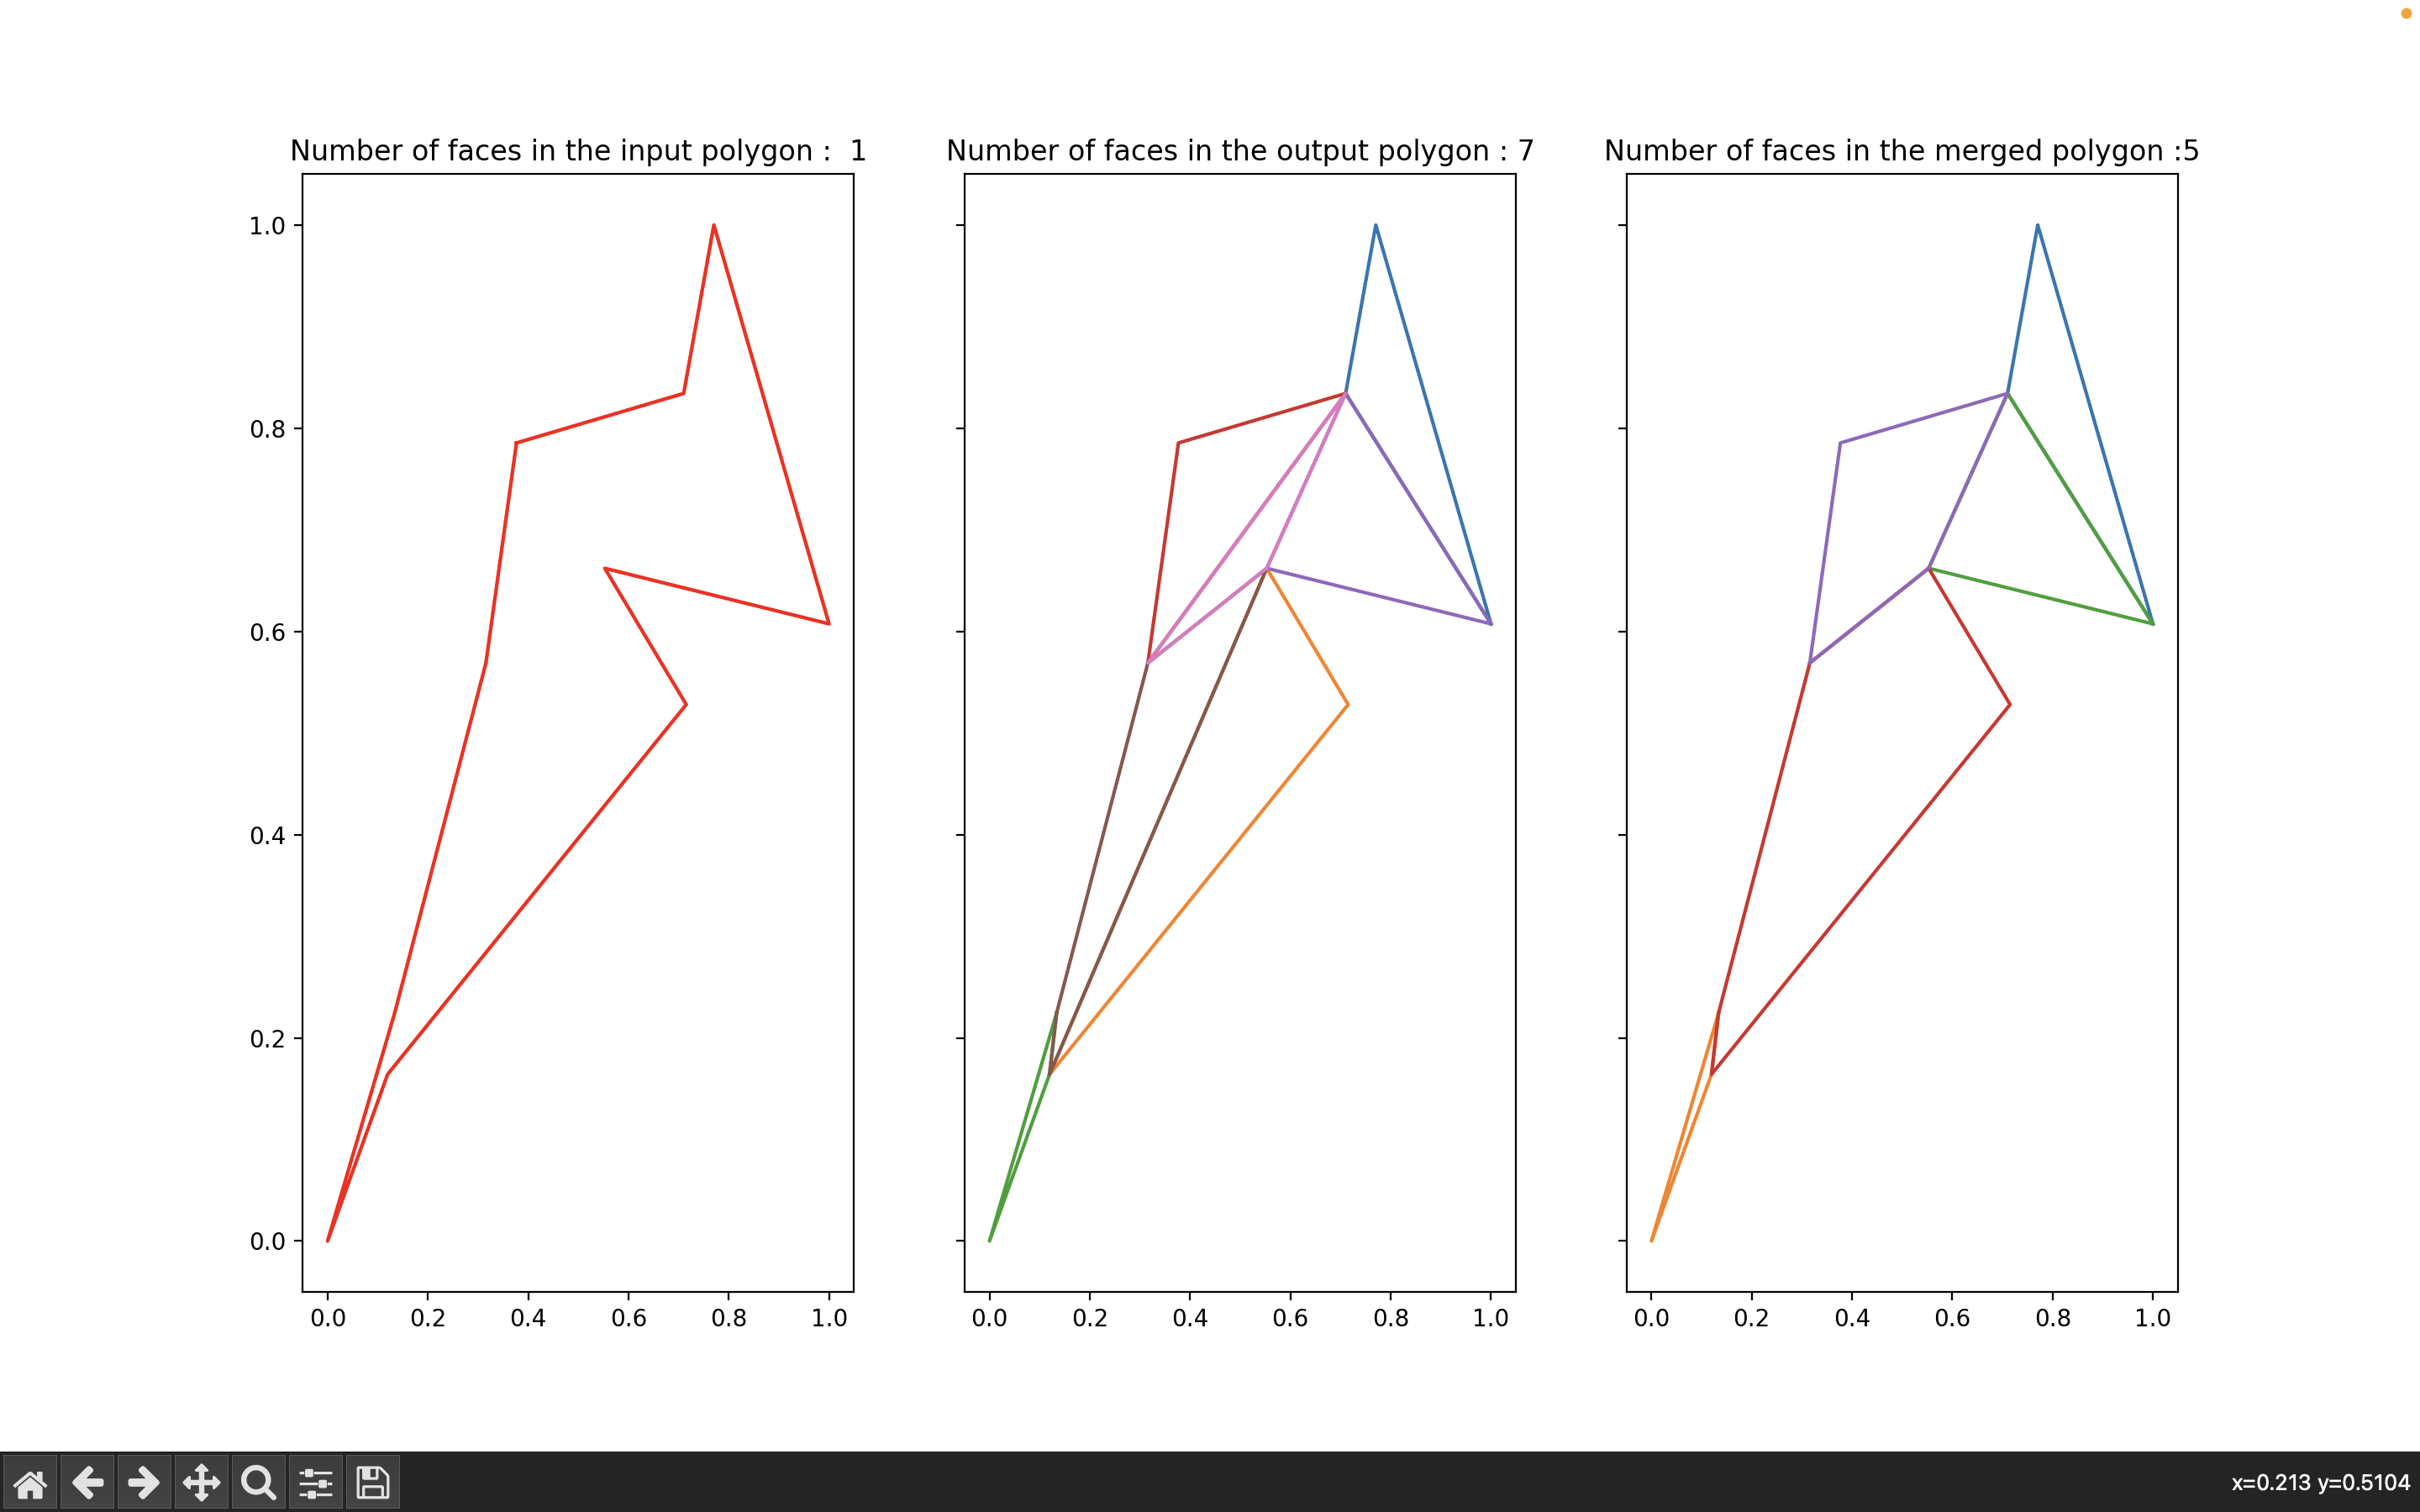 Number of faces in the input polygon :  1
Number of faces in the output polygon : 7
Number of faces in the merged polygon :5
1.0
0.8
0.6
0.4
0.2
0.0
0.0 0.2 0.4 0.6 0.8 1.0
0.0 0.2 0.4 0.6 0.8 1.0
0.0 0.2 0.4 0.6 0.8 1.0
x=0.213 y=0.5104